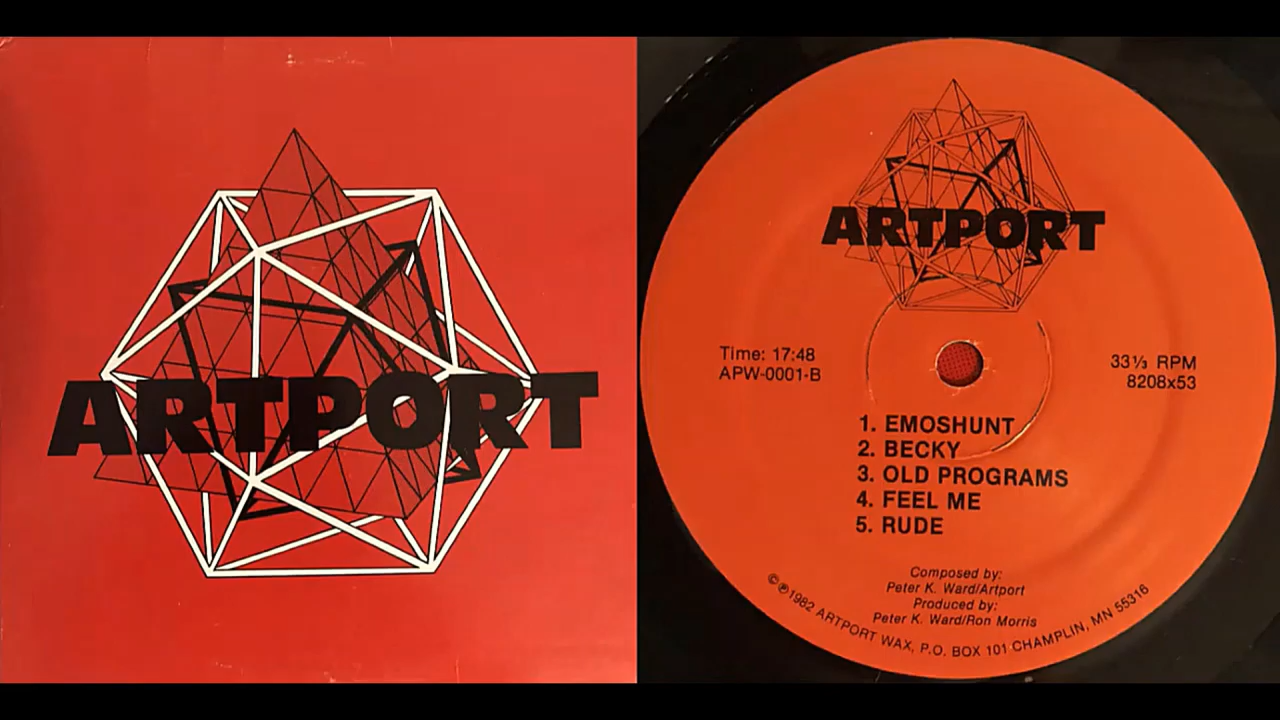 ARTPORT
ARTPORT
Time: 17:48
APW-0001-B
33⅓ RPM
8208x53
1. EMOSHUNT
2. BECKY
3. OLD PROGRAMS
4. FEEL ME
5. RUDE
Composed by:
Peter K. Ward/Artport
Produced by:
Peter K. Ward/Ron Morris
©℗1982 ARTPORT WAX, P.O. BOX 101 CHAMPLIN, MN 55316